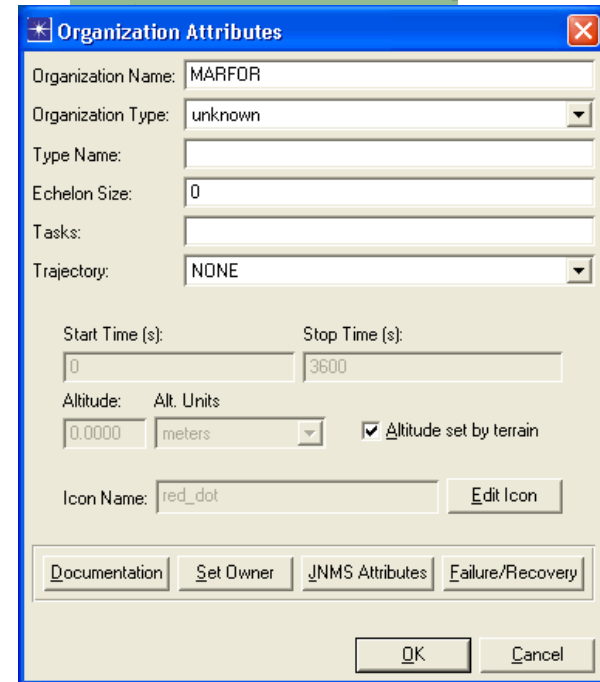 Organization Attributes
Organization Name: MARFOR
Organization Type: unknown
Type Name:
Echelon Size: 0
Tasks:
Trajectory: NONE
Start Time (s): Stop Time (s):
0 3600
Altitude: Alt. Units
0.0000 meters Altitude set by terrain
Icon Name: red_dot Edit Icon
Documentation Set Owner JNMS Attributes Failure/Recovery
OK Cancel